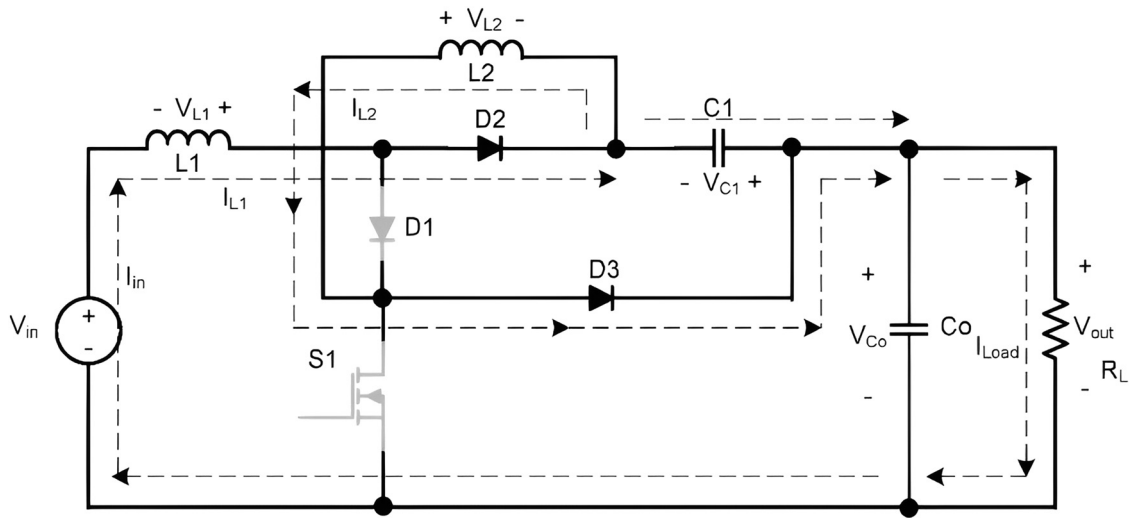 + VL2 -
L2
IL2
- VL1 +
L1
D2
C1
- VC1 +
IL1
D1
Iin
D3
Vin
+
-
S1
+
VCo
-
Co
ILoad
+
Vout
-
RL